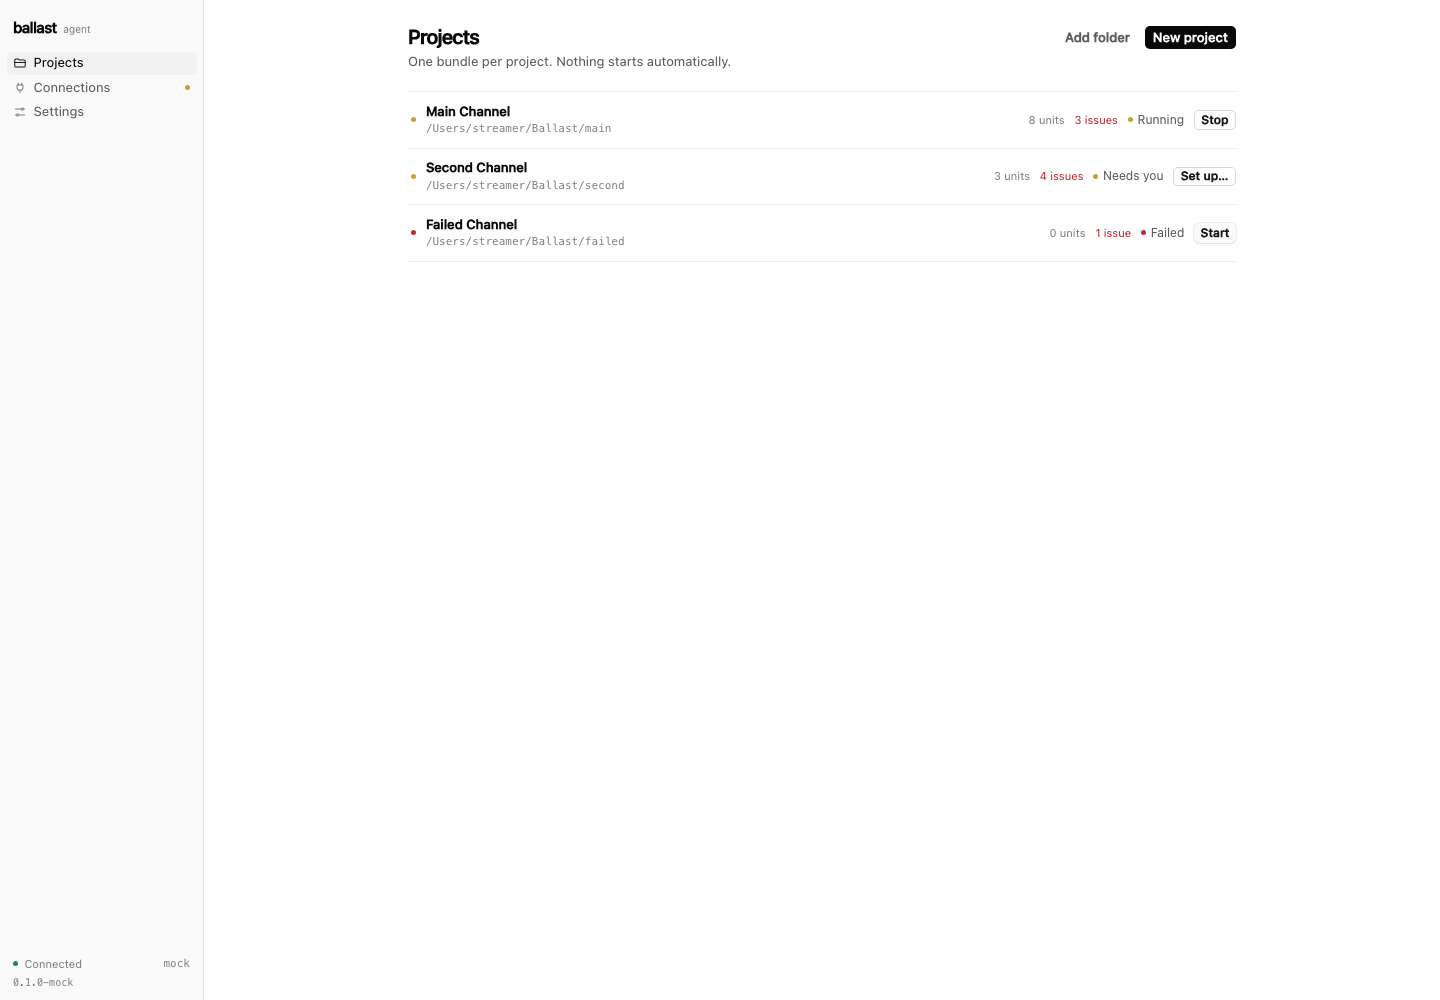 ballast agent
Projects
Connections
Settings
Projects
One bundle per project. Nothing starts automatically.
Add folder
New project
Main Channel
/Users/streamer/Ballast/main
8 units 3 issues Running Stop
Second Channel
/Users/streamer/Ballast/second
3 units 4 issues Needs you Set up...
Failed Channel
/Users/streamer/Ballast/failed
0 units 1 issue Failed Start
Connected mock
0.1.0-mock